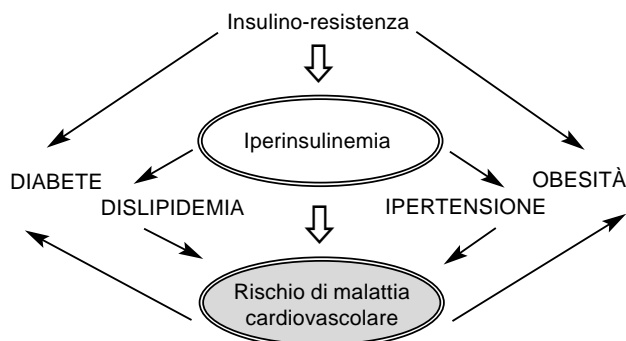 Insulino-resistenza
Iperinsulinemia
DIABETE
OBESITÀ
DISLIPIDEMIA
IPERTENSIONE
Rischio di malattia
cardiovascolare